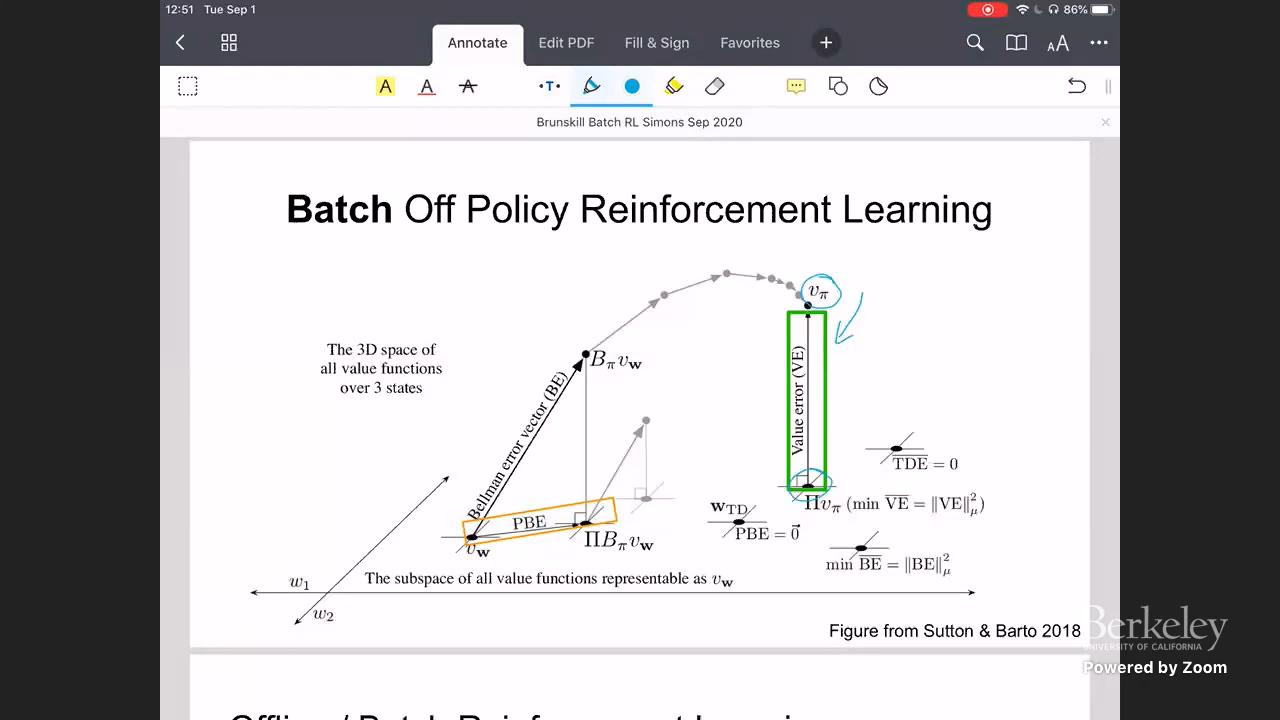 12:51 Tue Sep 1
86%
Annotate Edit PDF Fill & Sign Favorites
Brunskill Batch RL Simons Sep 2020
Batch Off Policy Reinforcement Learning
vπ
The 3D space of
all value functions
over 3 states
Bπvw
Bellman error vector (BE)
Value error (VE)
TDE = 0
PBE
Πvπ (min VE = ‖VE‖²μ)
wTD
PBE = 0⃗
ΠBπvw
vw
min BE = ‖BE‖²μ
The subspace of all value functions representable as vw
w1
w2
Figure from Sutton & Barto 2018
Berkeley
UNIVERSITY OF CALIFORNIA
Powered by Zoom